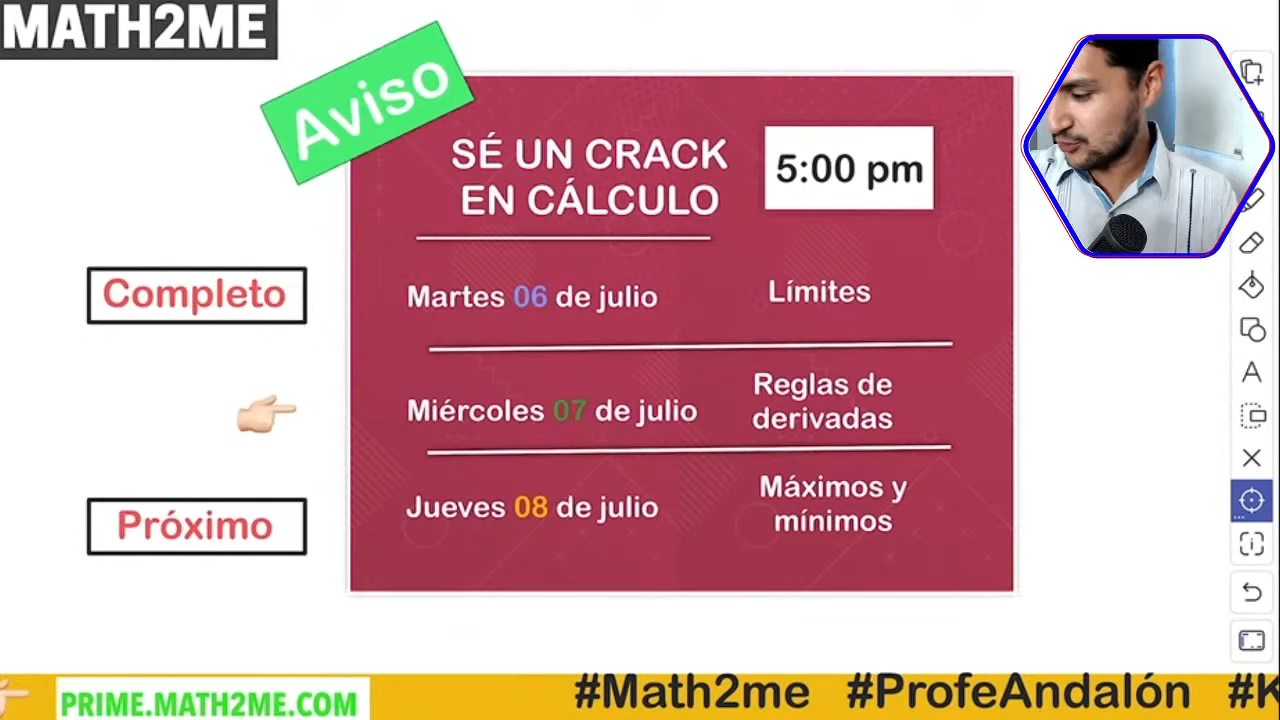 MATH2ME
Aviso
SÉ UN CRACK
EN CÁLCULO
5:00 pm
Completo
Martes 06 de julio
Límites
Miércoles 07 de julio
Reglas de
derivadas
Próximo
Jueves 08 de julio
Máximos y
mínimos
PRIME.MATH2ME.COM
#Math2me #ProfeAndalón #K